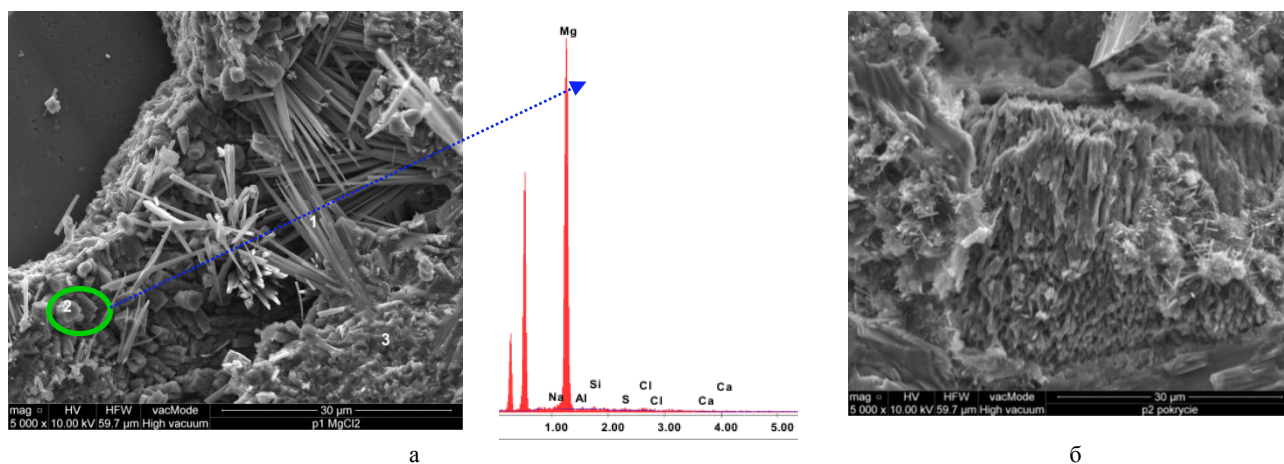 1
2
3
mag □ HV HFW vacMode
5 000 x 10.00 kV 59.7 µm High vacuum
30 µm
p1 MgCl2
Mg
Na Al Si S Cl Cl Ca Ca
1.00 2.00 3.00 4.00 5.00
mag □ HV HFW vacMode
5 000 x 10.00 kV 59.7 µm High vacuum
30 µm
p2 pokrycie
а
б